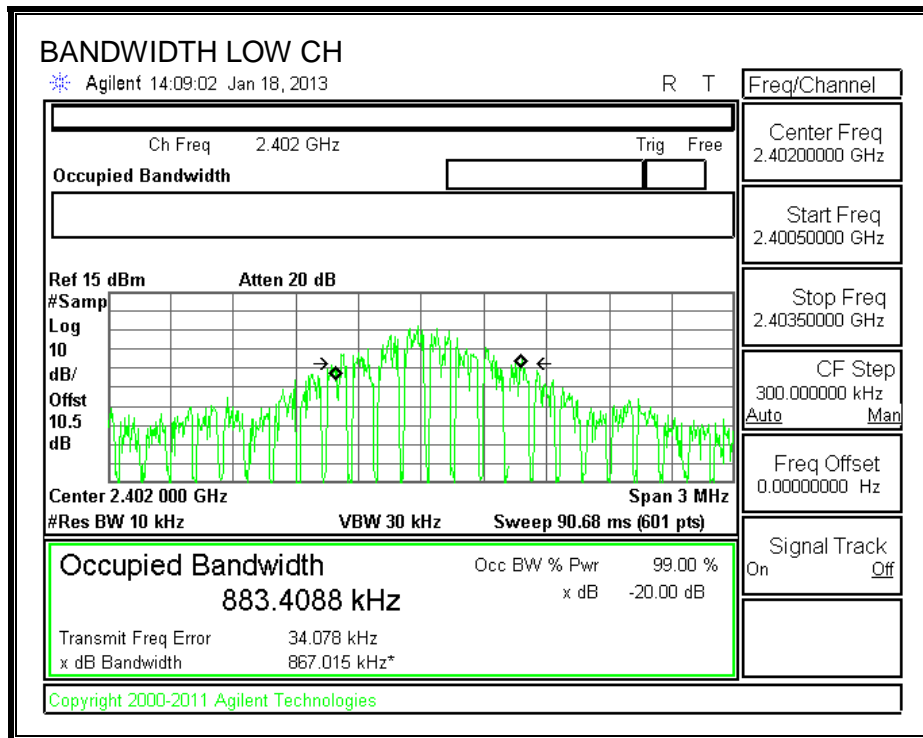 BANDWIDTH LOW CH
Agilent 14:09:02 Jan 18, 2013 R T
Freq/Channel
Ch Freq 2.402 GHz Trig Free
Occupied Bandwidth
Center Freq
2.40200000 GHz
Start Freq
2.40050000 GHz
Stop Freq
2.40350000 GHz
CF Step
300.000000 kHz
Auto Man
Freq Offset
0.00000000 Hz
Signal Track
On Off
Ref 15 dBm Atten 20 dB
#Samp
Log
10
dB/
Offst
10.5
dB
Center 2.402 000 GHz Span 3 MHz
#Res BW 10 kHz VBW 30 kHz Sweep 90.68 ms (601 pts)
Occupied Bandwidth
883.4088 kHz
Occ BW % Pwr 99.00 %
x dB -20.00 dB
Transmit Freq Error 34.078 kHz
x dB Bandwidth 867.015 kHz*
Copyright 2000-2011 Agilent Technologies